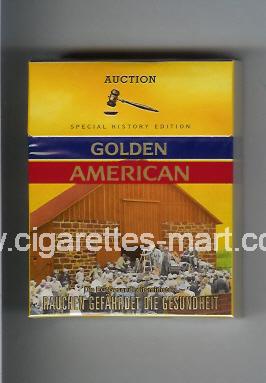 AUCTION
SPECIAL HISTORY EDITION
GOLDEN
AMERICAN
www.cigarettes-mart.com
RAUCHEN GEFÄHRDET DIE GESUNDHEIT